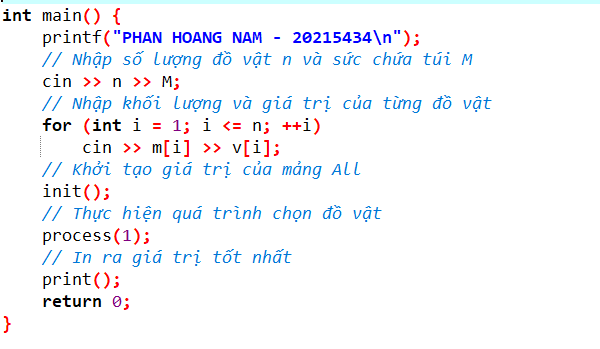 int main() {
    printf("PHAN HOANG NAM - 20215434\n");
    // Nhập số lượng đồ vật n và sức chứa túi M
    cin >> n >> M;
    // Nhập khối lượng và giá trị của từng đồ vật
    for (int i = 1; i <= n; ++i)
        cin >> m[i] >> v[i];
    // Khởi tạo giá trị của mảng All
    init();
    // Thực hiện quá trình chọn đồ vật
    process(1);
    // In ra giá trị tốt nhất
    print();
    return 0;
}